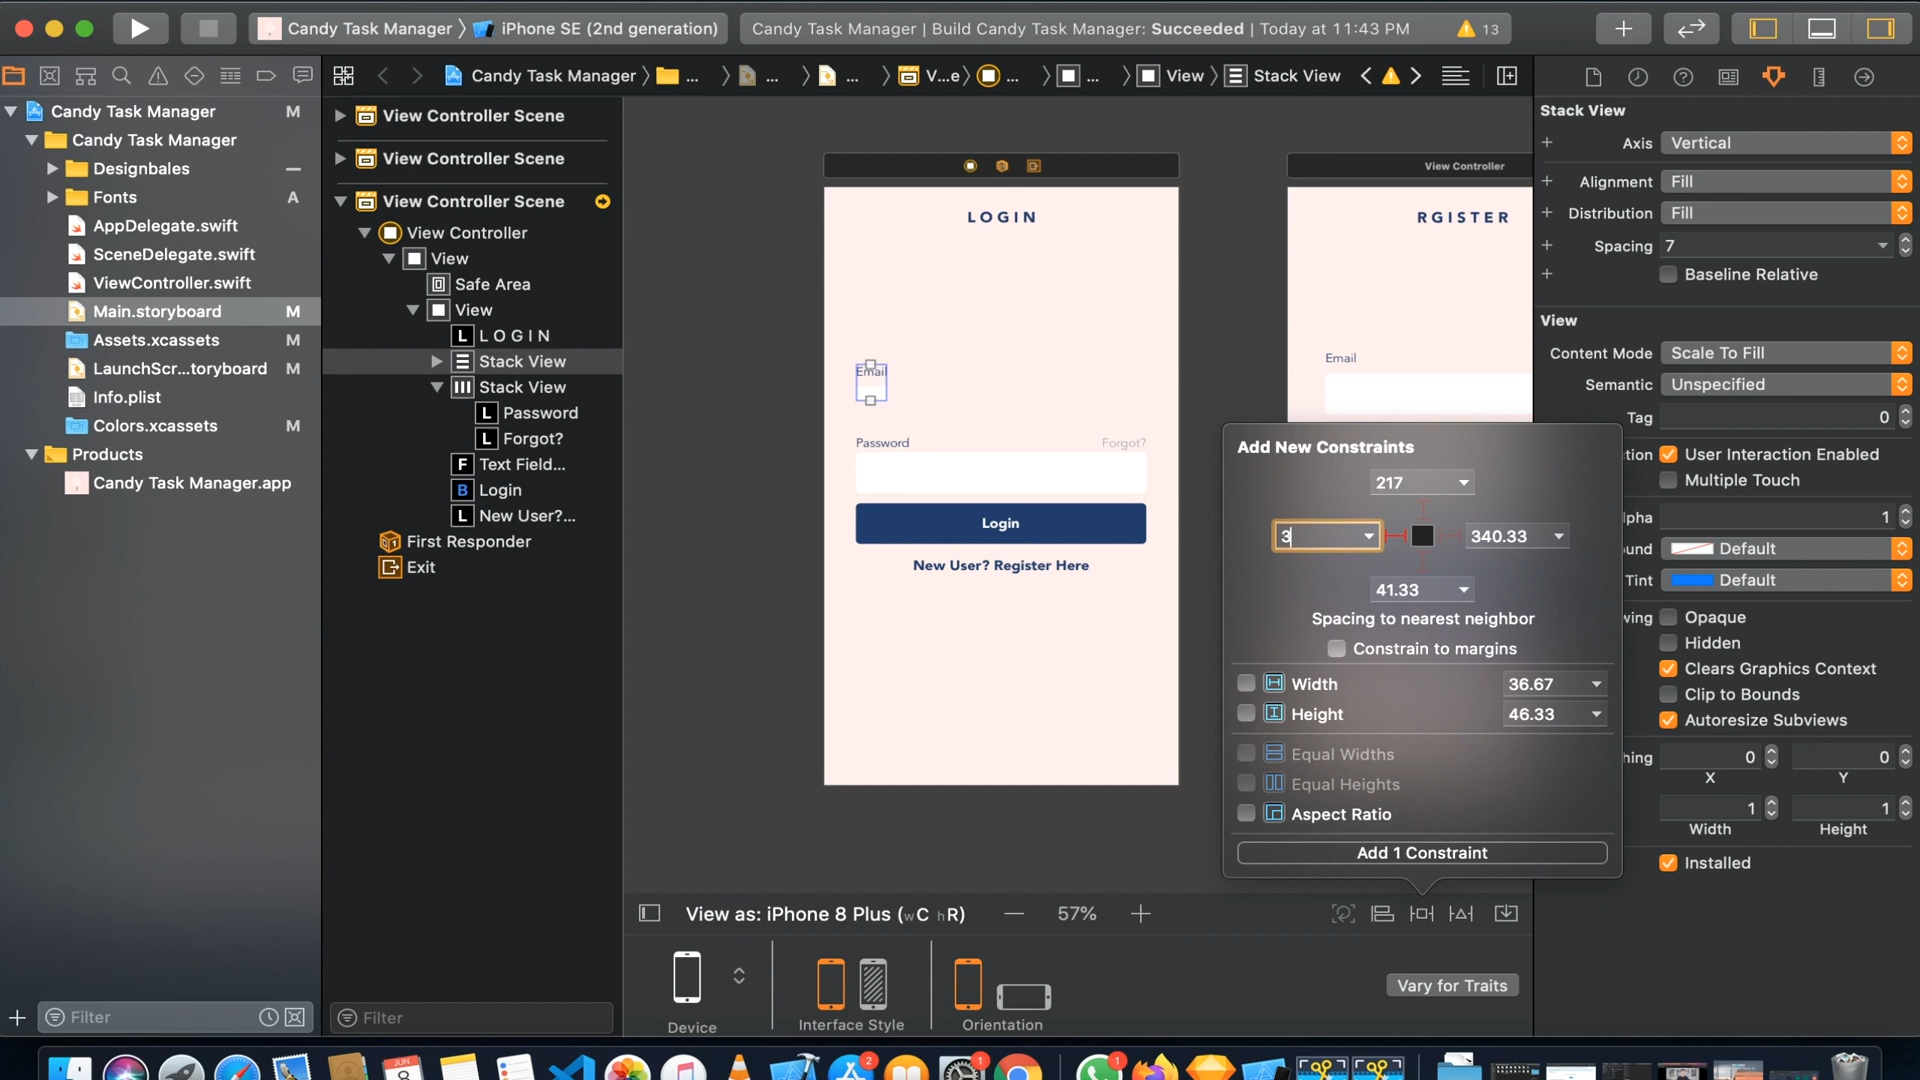 Candy Task Manager 〉 iPhone SE (2nd generation)
Candy Task Manager | Build Candy Task Manager: Succeeded | Today at 11:43 PM
13
Candy Task Manager 〉 ... 〉 ... 〉 ... 〉 V...e 〉 ... 〉 ... 〉 View 〉 Stack View
Candy Task Manager M
Candy Task Manager
Designbales
Fonts A
AppDelegate.swift
SceneDelegate.swift
ViewController.swift
Main.storyboard M
Assets.xcassets M
LaunchScr...toryboard M
Info.plist
Colors.xcassets M
Products
Candy Task Manager.app
Filter
View Controller Scene
View Controller Scene
View Controller Scene
View Controller
View
Safe Area
View
L L O G I N
Stack View
Stack View
L Password
L Forgot?
F Text Field...
B Login
L New User?...
First Responder
Exit
Filter
LOGIN
Email
Password Forgot?
Login
New User? Register Here
View Controller
RGISTER
Email
Add New Constraints
217
3 340.33
41.33
Spacing to nearest neighbor
Constrain to margins
Width 36.67
Height 46.33
Equal Widths
Equal Heights
Aspect Ratio
Add 1 Constraint
View as: iPhone 8 Plus (wC hR) — 57% +
Device
Interface Style
Orientation
Vary for Traits
Stack View
+ Axis Vertical
+ Alignment Fill
+ Distribution Fill
+ Spacing 7
+ Baseline Relative
View
Content Mode Scale To Fill
Semantic Unspecified
Tag 0
tion User Interaction Enabled
Multiple Touch
lpha 1
und Default
Tint Default
wing Opaque
Hidden
Clears Graphics Context
Clip to Bounds
Autoresize Subviews
hing 0 0
X Y
1 1
Width Height
Installed
JUN
8
2
1
1